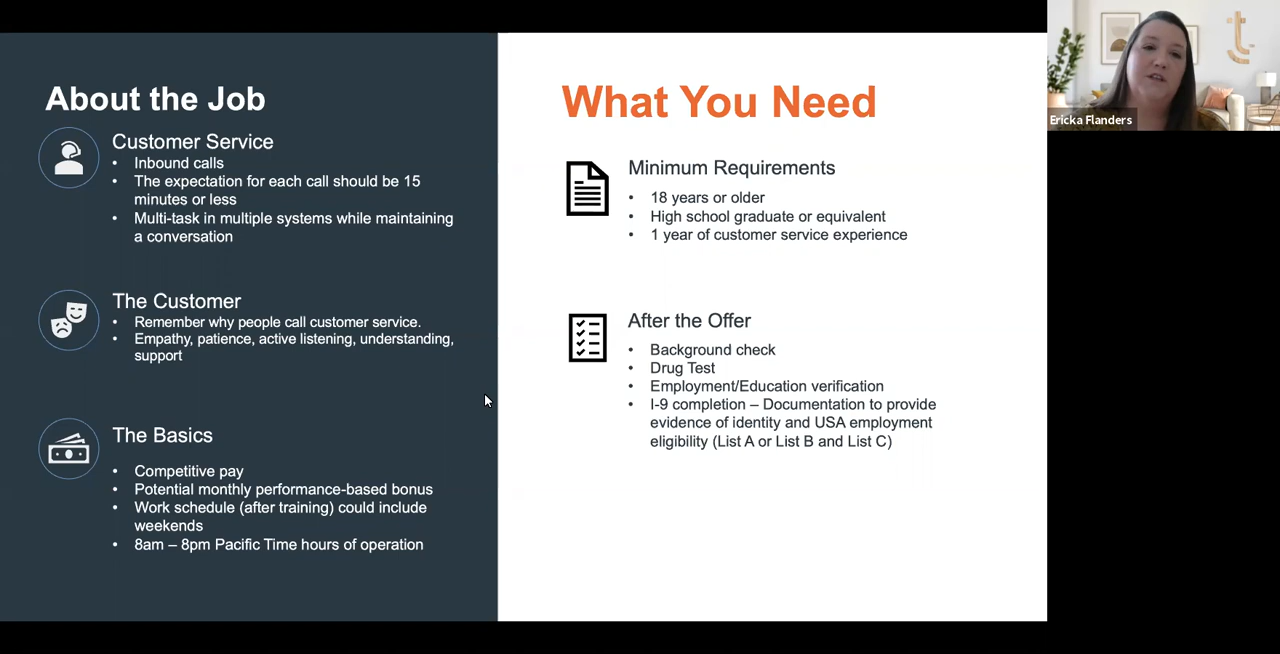 About the Job
Customer Service
• Inbound calls
• The expectation for each call should be 15
minutes or less
• Multi-task in multiple systems while maintaining
a conversation
The Customer
• Remember why people call customer service.
• Empathy, patience, active listening, understanding,
support
The Basics
• Competitive pay
• Potential monthly performance-based bonus
• Work schedule (after training) could include
weekends
• 8am – 8pm Pacific Time hours of operation
What You Need
Minimum Requirements
• 18 years or older
• High school graduate or equivalent
• 1 year of customer service experience
After the Offer
• Background check
• Drug Test
• Employment/Education verification
• I-9 completion – Documentation to provide
evidence of identity and USA employment
eligibility (List A or List B and List C)
t
Ericka Flanders